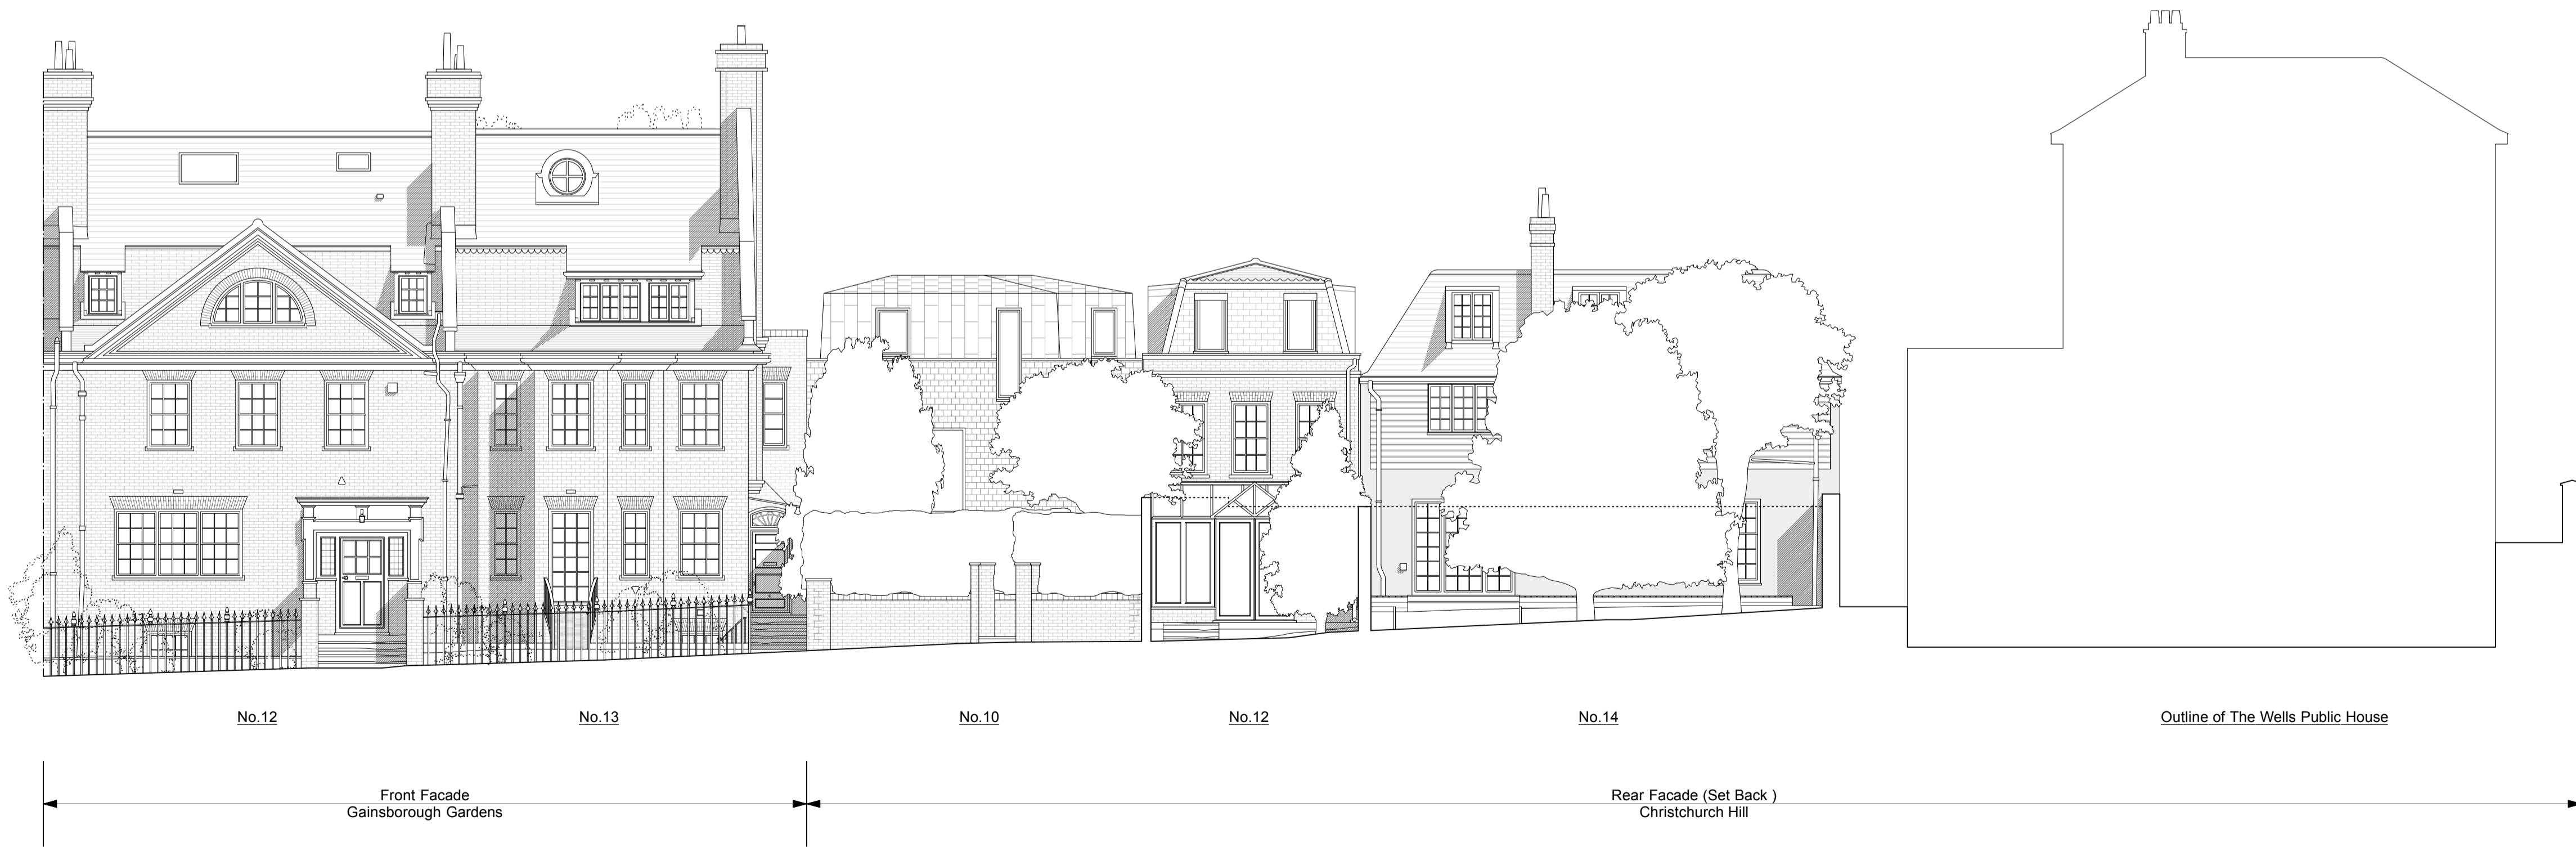 No.12
No.13
No.10
No.12
No.14
Outline of The Wells Public House
Front Facade
Gainsborough Gardens
Rear Facade (Set Back )
Christchurch Hill